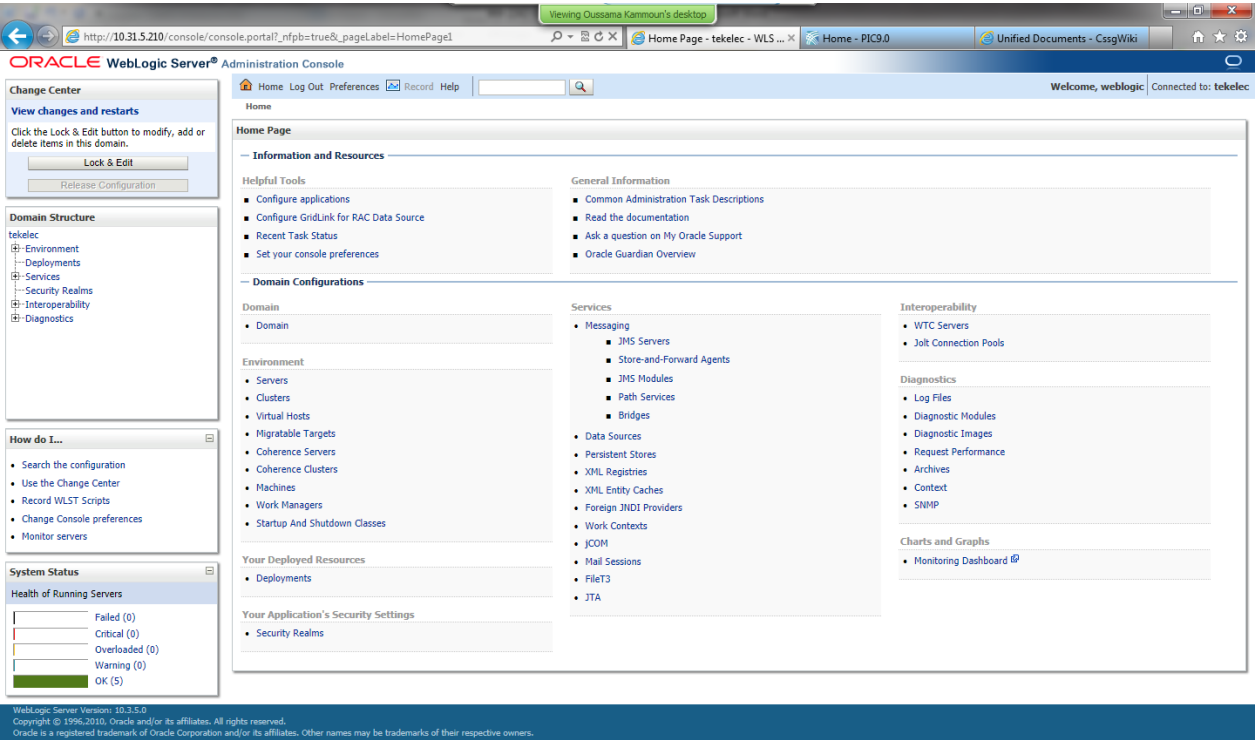 Viewing Oussama Kammoun's desktop
http://10.31.5.210/console/console.portal?_nfpb=true&_pageLabel=HomePage1
Home Page - tekelec - WLS ...
Home - PIC9.0
Unified Documents - CssgWiki
ORACLE WebLogic Server® Administration Console
Change Center
View changes and restarts
Click the Lock & Edit button to modify, add or
delete items in this domain.
Lock & Edit
Release Configuration
Domain Structure
tekelec
Environment
Deployments
Services
Security Realms
Interoperability
Diagnostics
How do I...
Search the configuration
Use the Change Center
Record WLST Scripts
Change Console preferences
Monitor servers
System Status
Health of Running Servers
Failed (0)
Critical (0)
Overloaded (0)
Warning (0)
OK (5)
Home Log Out Preferences Record Help
Welcome, weblogic Connected to: tekelec
Home
Home Page
Information and Resources
Helpful Tools
Configure applications
Configure GridLink for RAC Data Source
Recent Task Status
Set your console preferences
General Information
Common Administration Task Descriptions
Read the documentation
Ask a question on My Oracle Support
Oracle Guardian Overview
Domain Configurations
Domain
Domain
Environment
Servers
Clusters
Virtual Hosts
Migratable Targets
Coherence Servers
Coherence Clusters
Machines
Work Managers
Startup And Shutdown Classes
Your Deployed Resources
Deployments
Your Application's Security Settings
Security Realms
Services
Messaging
JMS Servers
Store-and-Forward Agents
JMS Modules
Path Services
Bridges
Data Sources
Persistent Stores
XML Registries
XML Entity Caches
Foreign JNDI Providers
Work Contexts
jCOM
Mail Sessions
FileT3
JTA
Interoperability
WTC Servers
Jolt Connection Pools
Diagnostics
Log Files
Diagnostic Modules
Diagnostic Images
Request Performance
Archives
Context
SNMP
Charts and Graphs
Monitoring Dashboard
WebLogic Server Version: 10.3.5.0
Copyright © 1996,2010, Oracle and/or its affiliates. All rights reserved.
Oracle is a registered trademark of Oracle Corporation and/or its affiliates. Other names may be trademarks of their respective owners.